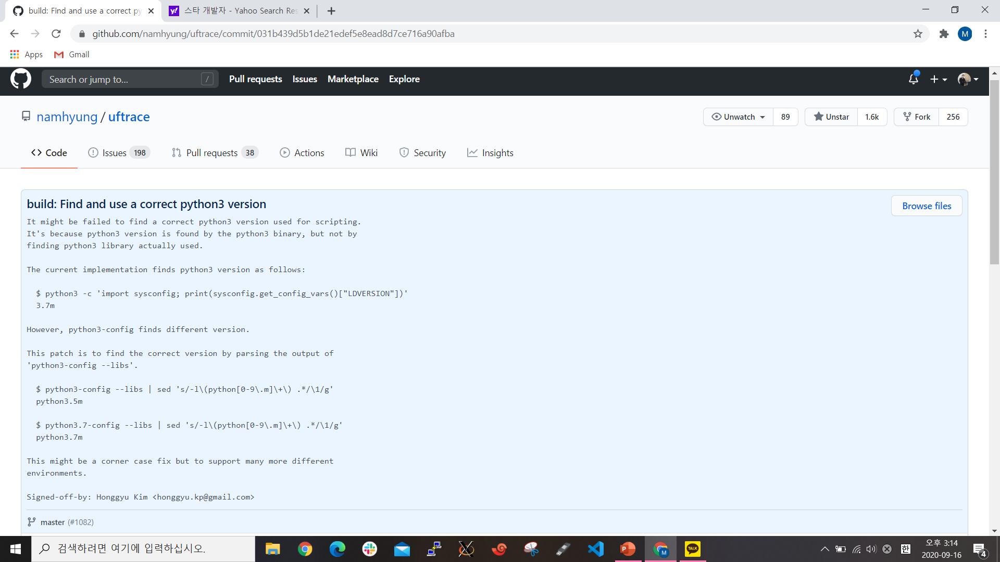 build: Find and use a correct py
스타 개발자 - Yahoo Search Res
github.com/namhyung/uftrace/commit/031b439d5b1de21edef5e8ead8d7ce716a90afba
M
Apps
Gmail
Search or jump to...
/
Pull requests
Issues
Marketplace
Explore
namhyung / uftrace
Unwatch
89
Unstar
1.6k
Fork
256
Code
Issues 198
Pull requests 38
Actions
Wiki
Security
Insights
build: Find and use a correct python3 version
Browse files
It might be failed to find a correct python3 version used for scripting.
It's because python3 version is found by the python3 binary, but not by
finding python3 library actually used.
The current implementation finds python3 version as follows:
$ python3 -c 'import sysconfig; print(sysconfig.get_config_vars()["LDVERSION"])'
3.7m
However, python3-config finds different version.
This patch is to find the correct version by parsing the output of
'python3-config --libs'.
$ python3-config --libs | sed 's/-l\(python[0-9\.m]\+\) .*/\1/g'
python3.5m
$ python3.7-config --libs | sed 's/-l\(python[0-9\.m]\+\) .*/\1/g'
python3.7m
This might be a corner case fix but to support many more different
environments.
Signed-off-by: Honggyu Kim <honggyu.kp@gmail.com>
master (#1082)
검색하려면 여기에 입력하십시오.
P
M
TALK
한
오후 3:14
2020-09-16
4